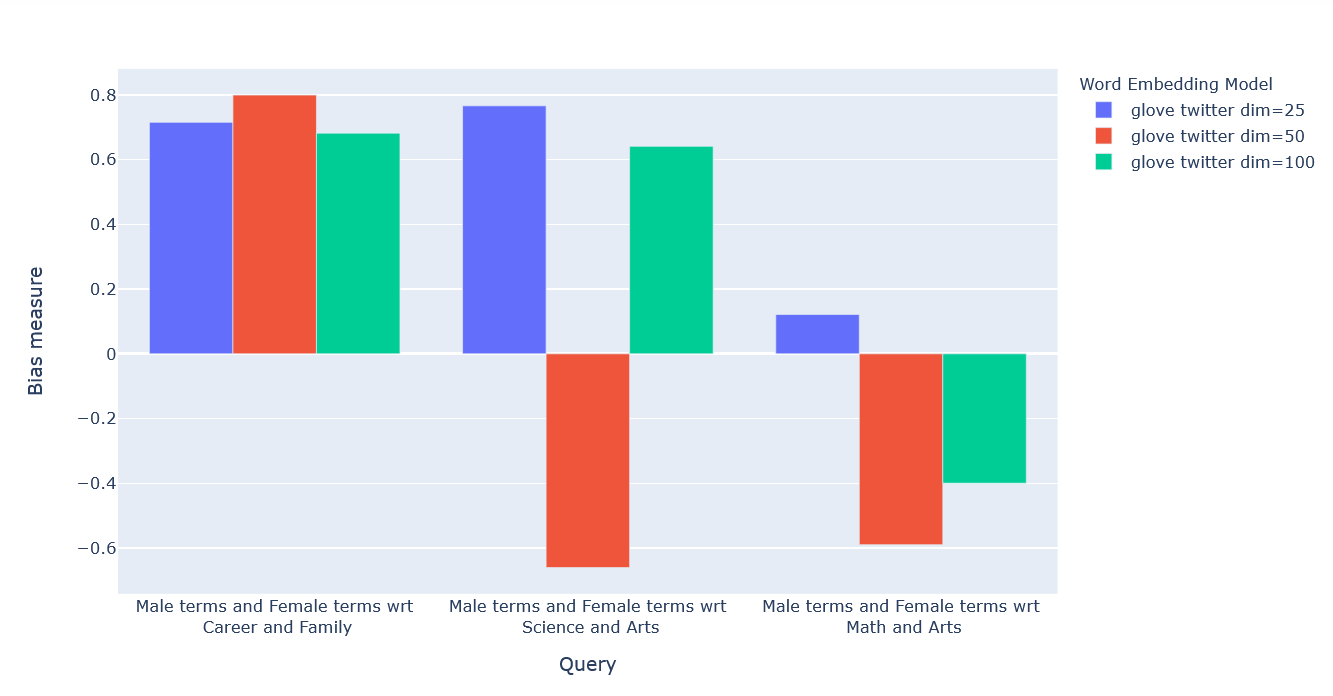 Word Embedding Model
glove twitter dim=25
glove twitter dim=50
glove twitter dim=100
Bias measure
0.8
0.6
0.4
0.2
0
−0.2
−0.4
−0.6
Male terms and Female terms wrt
Career and Family
Male terms and Female terms wrt
Science and Arts
Male terms and Female terms wrt
Math and Arts
Query